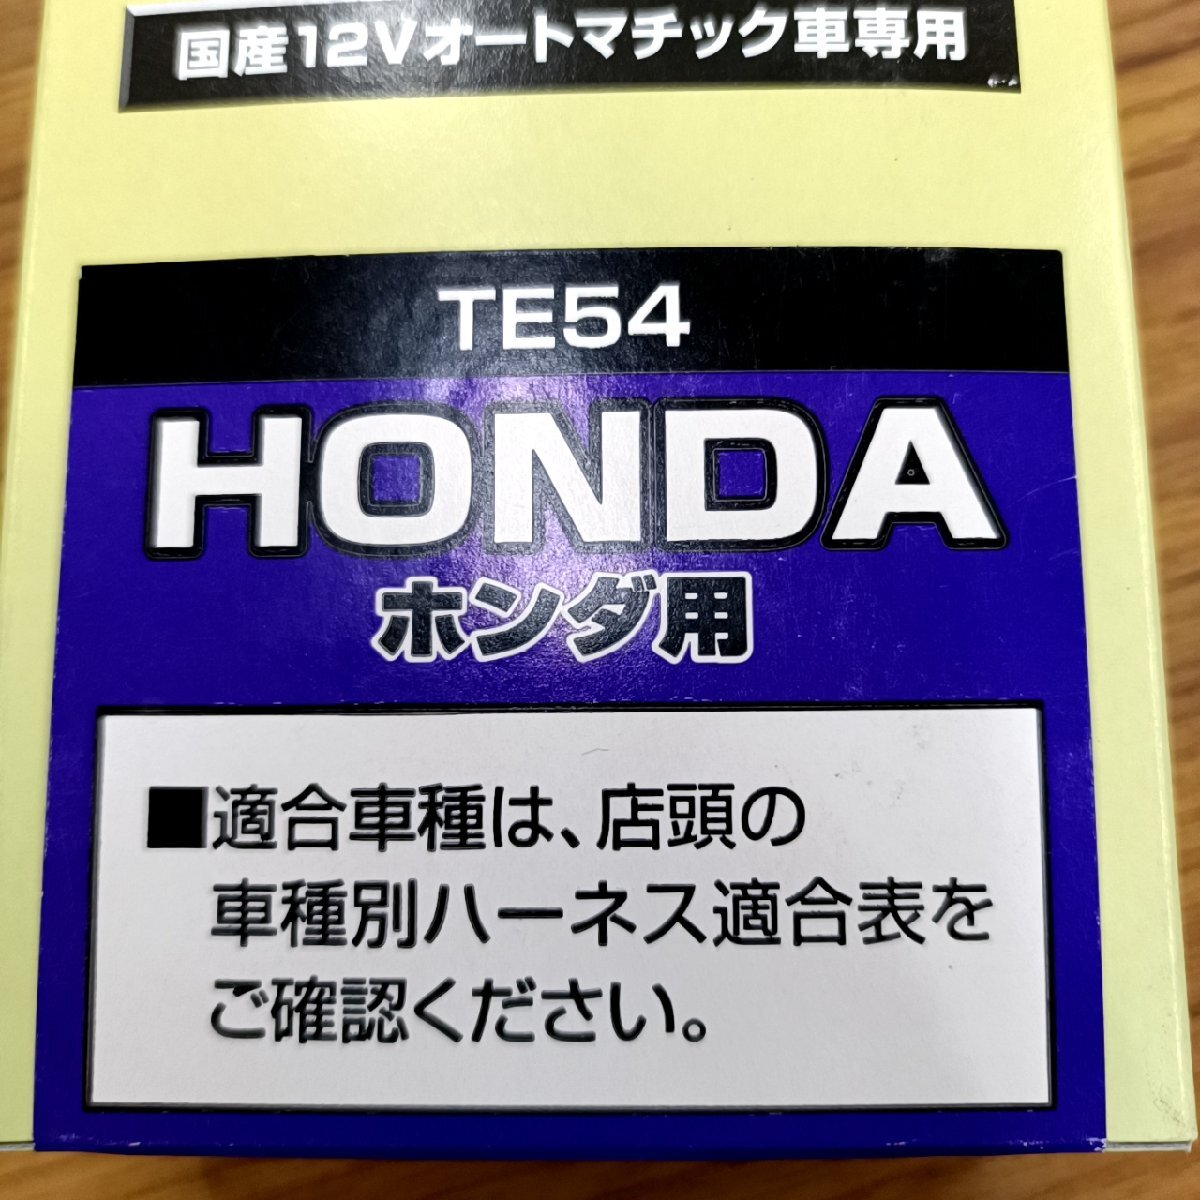 国産12Vオートマチック車専用
TE54
HONDA
ホンダ用
■適合車種は、店頭の
車種別ハーネス適合表を
ご確認ください。